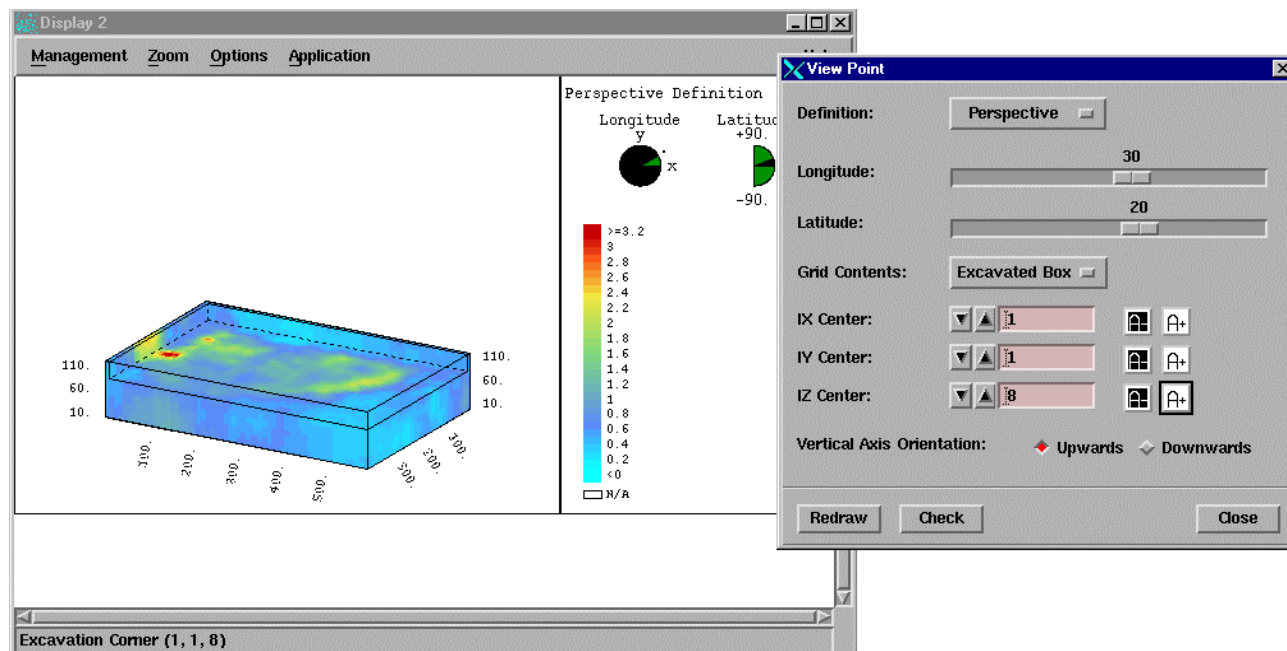 Display 2
Management Zoom Options Application
Perspective Definition
Longitude
y
x
+90.
-90.
>=3.2
3
2.8
2.6
2.4
2.2
2
1.8
1.6
1.4
1.2
1
0.8
0.6
0.4
0.2
<0
N/A
110.
60.
10.
110.
60.
10.
100.
200.
300.
400.
500.
300.
200.
300.
Excavation Corner (1, 1, 8)
View Point
Definition: Perspective
30
Longitude:
20
Latitude:
Grid Contents: Excavated Box
IX Center: 1 A+
IY Center: 1 A+
IZ Center: 8 A+
Vertical Axis Orientation: Upwards Downwards
Redraw Check Close